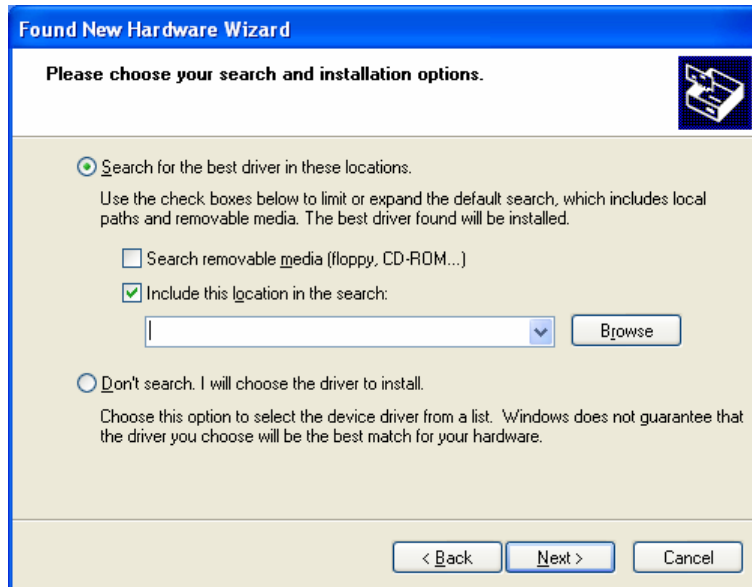 Found New Hardware Wizard
Please choose your search and installation options.
Search for the best driver in these locations.
Use the check boxes below to limit or expand the default search, which includes local
paths and removable media. The best driver found will be installed.
Search removable media (floppy, CD-ROM...)
Include this location in the search:
Browse
Don't search. I will choose the driver to install.
Choose this option to select the device driver from a list. Windows does not guarantee that
the driver you choose will be the best match for your hardware.
< Back Next > Cancel